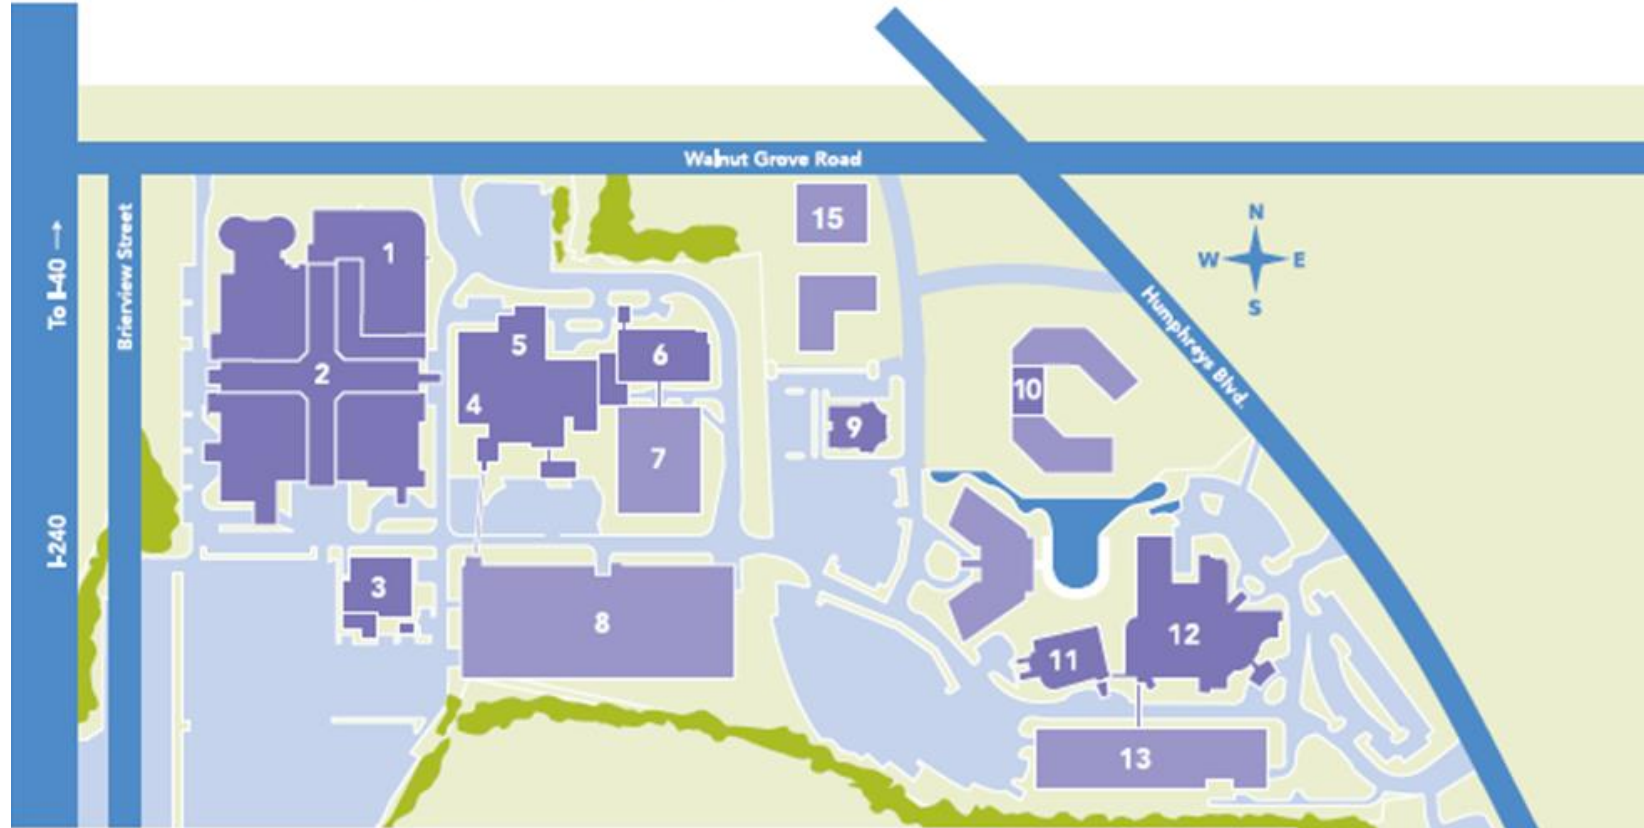 Walnut Grove Road
To I-40 →
Brierview Street
I-240
Humphreys Blvd.
N
W
E
S
1
2
3
4
5
6
7
8
9
10
11
12
13
15